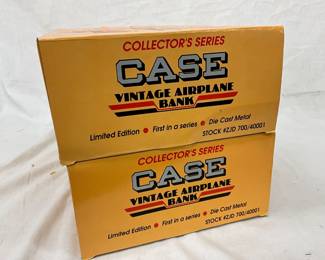 COLLECTOR'S SERIES
CASE
VINTAGE AIRPLANE
BANK
Limited Edition • First in a series • Die Cast Metal
STOCK #ZJD 700/40001
COLLECTOR'S SERIES
CASE
VINTAGE AIRPLANE
BANK
Limited Edition • First in a series • Die Cast Metal
STOCK #ZJD 700/40001